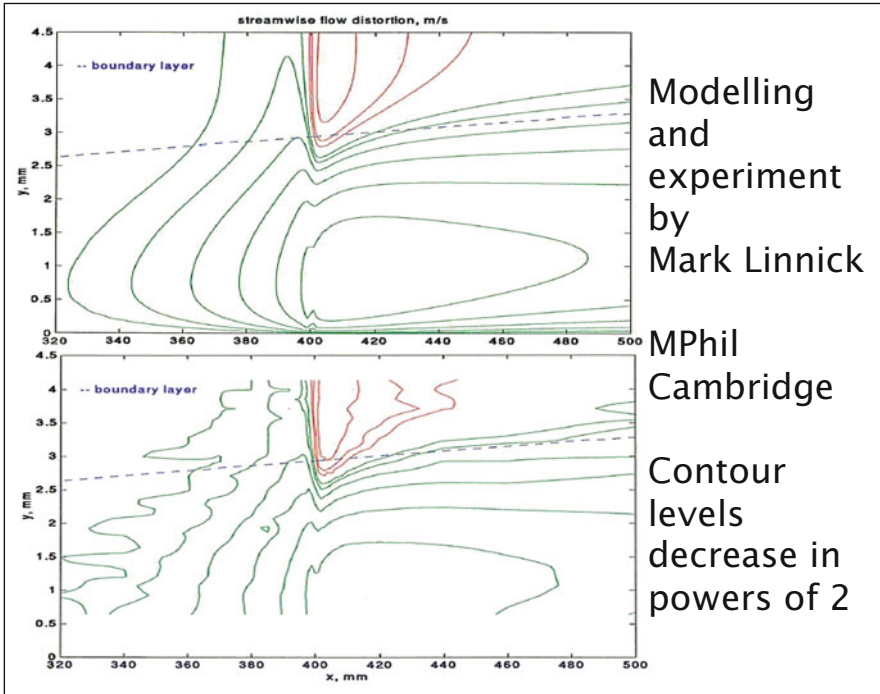 streamwise flow distortion, m/s
4.5
4
3.5
3
2.5
2
1.5
1
0.5
0
y, mm
-- boundary layer
320 340 360 380 400 420 440 460 480 500
4.5
4
3.5
3
2.5
2
1.5
1
0.5
0
y, mm
-- boundary layer
320 340 360 380 400 420 440 460 480 500
x, mm
Modelling
and
experiment
by
Mark Linnick
MPhil
Cambridge
Contour
levels
decrease in
powers of 2